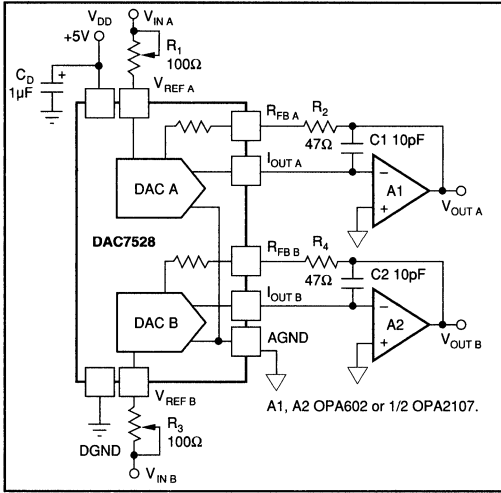 V_DD
+5V
V_IN A
R_1
100Ω
C_D
1µF
+
V_REF A
R_FB A
R_2
47Ω
C1 10pF
I_OUT A
DAC A
−
+
A1
V_OUT A
DAC7528
R_FB B
R_4
47Ω
C2 10pF
I_OUT B
DAC B
−
+
A2
V_OUT B
AGND
V_REF B
A1, A2 OPA602 or 1/2 OPA2107.
DGND
R_3
100Ω
V_IN B